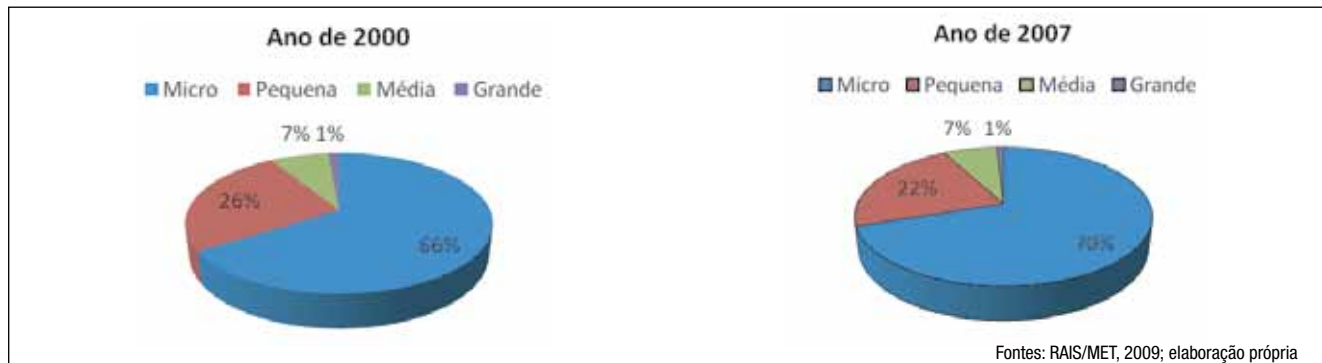 Ano de 2000
Micro Pequena Média Grande
7% 1%
26%
66%
Ano de 2007
Micro Pequena Média Grande
7% 1%
22%
70%
Fontes: RAIS/MET, 2009; elaboração própria